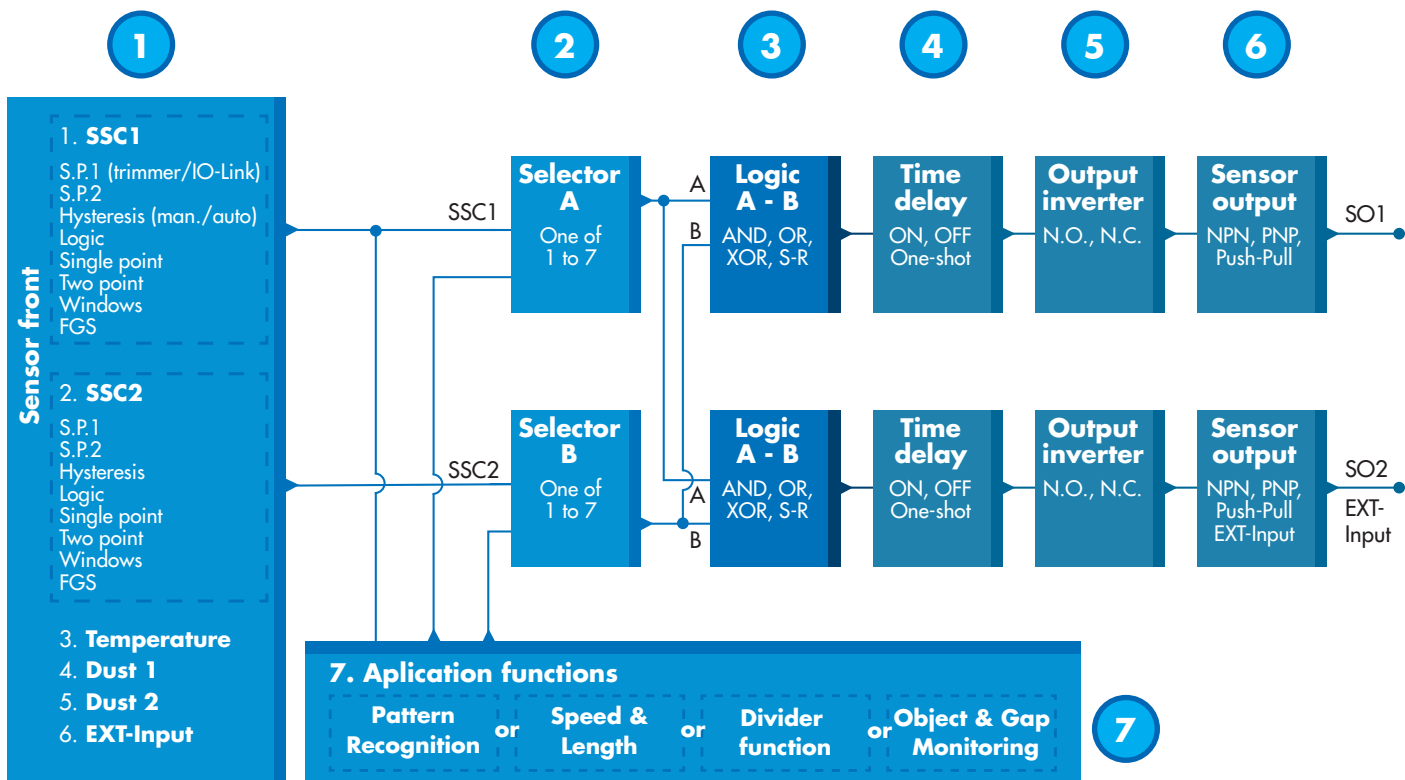 1
2
3
4
5
6
Sensor front
1. SSC1
S.P.1 (trimmer/IO-Link)
S.P.2
Hysteresis (man./auto)
Logic
Single point
Two point
Windows
FGS
2. SSC2
S.P.1
S.P.2
Hysteresis
Logic
Single point
Two point
Windows
FGS
3. Temperature
4. Dust 1
5. Dust 2
6. EXT-Input
SSC1
Selector
A
One of
1 to 7
A
B
Logic
A - B
AND, OR,
XOR, S-R
Time
delay
ON, OFF
One-shot
Output
inverter
N.O., N.C.
Sensor
output
NPN, PNP,
Push-Pull
SO1
SSC2
Selector
B
One of
1 to 7
A
B
Logic
A - B
AND, OR,
XOR, S-R
Time
delay
ON, OFF
One-shot
Output
inverter
N.O., N.C.
Sensor
output
NPN, PNP,
Push-Pull
EXT-Input
SO2
EXT-
Input
7. Aplication functions
Pattern
Recognition
or
Speed &
Length
or
Divider
function
or
Object & Gap
Monitoring
7